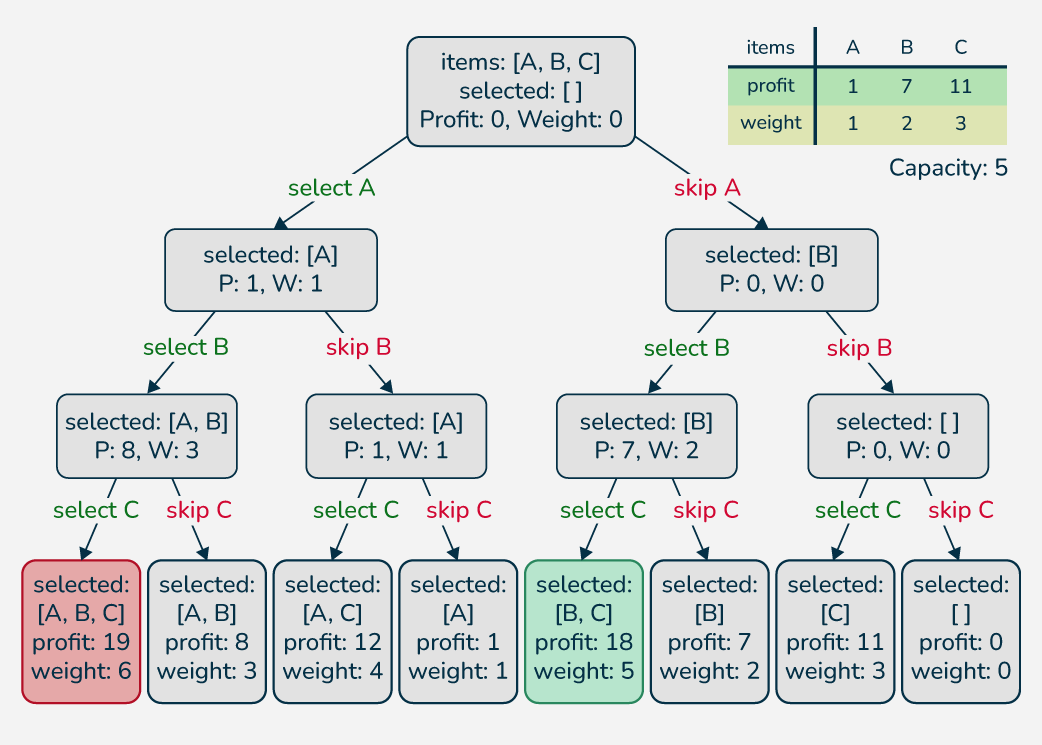 items: [A, B, C]
selected: [ ]
Profit: 0, Weight: 0
items A B C
profit 1 7 11
weight 1 2 3
Capacity: 5
select A
skip A
selected: [A]
P: 1, W: 1
selected: [B]
P: 0, W: 0
select B
skip B
select B
skip B
selected: [A, B]
P: 8, W: 3
selected: [A]
P: 1, W: 1
selected: [B]
P: 7, W: 2
selected: [ ]
P: 0, W: 0
select C
skip C
select C
skip C
select C
skip C
select C
skip C
selected:
[A, B, C]
profit: 19
weight: 6
selected:
[A, B]
profit: 8
weight: 3
selected:
[A, C]
profit: 12
weight: 4
selected:
[A]
profit: 1
weight: 1
selected:
[B, C]
profit: 18
weight: 5
selected:
[B]
profit: 7
weight: 2
selected:
[C]
profit: 11
weight: 3
selected:
[ ]
profit: 0
weight: 0